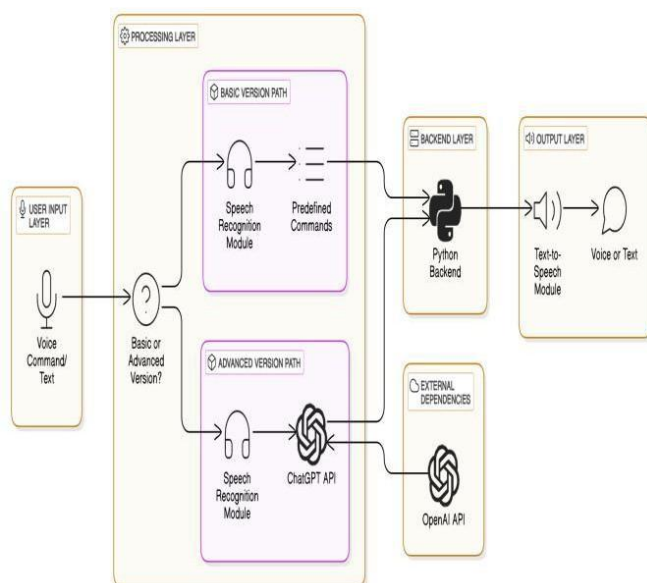 PROCESSING LAYER
BASIC VERSION PATH
Speech
Recognition
Module
Predefined
Commands
BACKEND LAYER
Python
Backend
OUTPUT LAYER
Text-to-
Speech
Module
Voice or Text
USER INPUT
LAYER
Voice
Command/
Text
Basic or
Advanced
Version?
ADVANCED VERSION PATH
Speech
Recognition
Module
ChatGPT API
EXTERNAL
DEPENDENCIES
OpenAI API